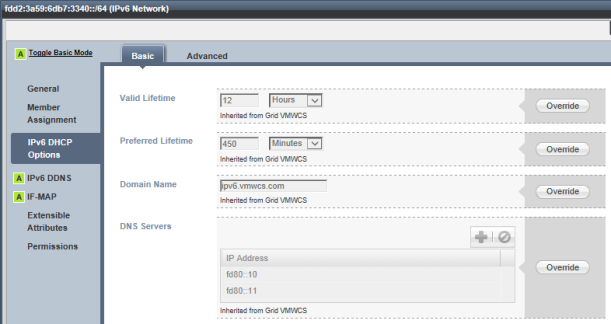 fdd2:3a59:6db7:3340::/64 (IPv6 Network)
A Toggle Basic Mode
Basic Advanced
General
Member
Assignment
IPv6 DHCP
Options
A IPv6 DDNS
A IF-MAP
Extensible
Attributes
Permissions
Valid Lifetime 12 Hours Override
Inherited from Grid VMWCS
Preferred Lifetime 450 Minutes Override
Inherited from Grid VMWCS
Domain Name ipv6.vmwcs.com Override
Inherited from Grid VMWCS
DNS Servers
IP Address
fd80::10 Override
fd80::11
Inherited from Grid VMWCS